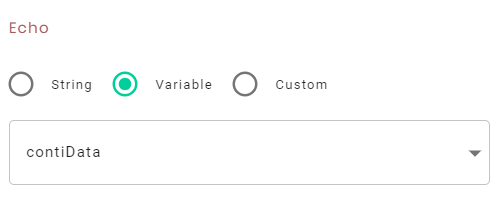 Echo
String Variable Custom
contiData